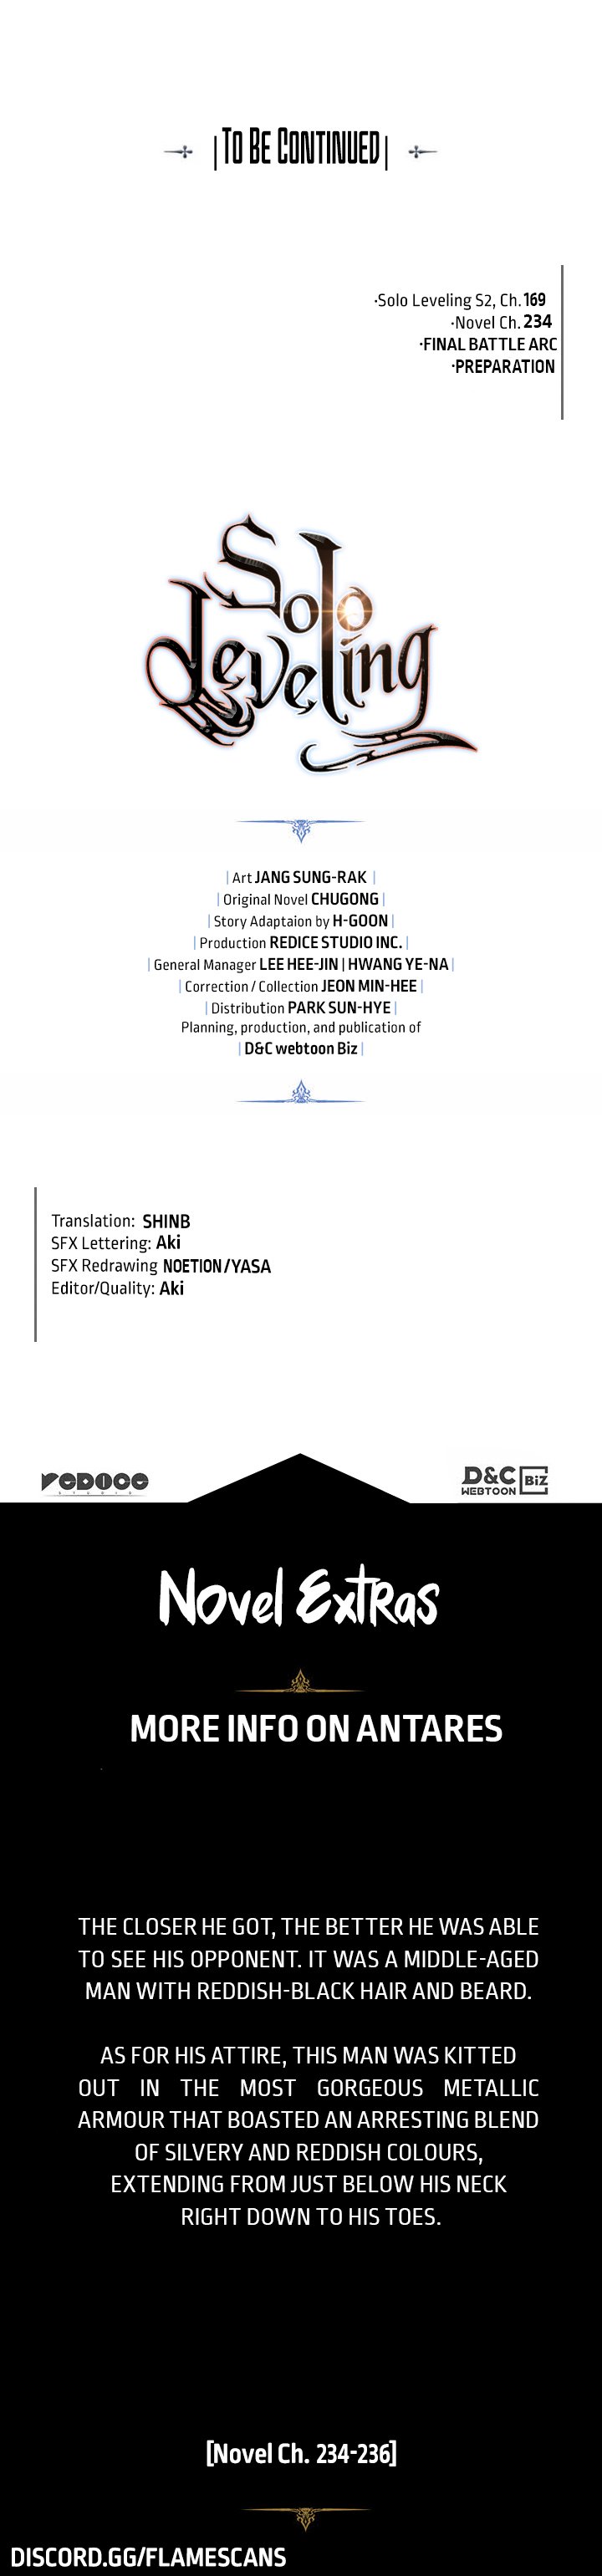 To Be Continued
·Solo Leveling S2, Ch. 169
·Novel Ch. 234
·FINAL BATTLE ARC
·PREPARATION
Solo
Leveling
| Art JANG SUNG-RAK |
| Original Novel CHUGONG |
| Story Adaptaion by H-GOON |
| Production REDICE STUDIO INC. |
| General Manager LEE HEE-JIN | HWANG YE-NA |
| Correction / Collection JEON MIN-HEE |
| Distribution PARK SUN-HYE |
Planning, production, and publication of
| D&C webtoon Biz |
Translation: SHINB
SFX Lettering: Aki
SFX Redrawing NOETION/YASA
Editor/Quality: Aki
REDICE
STUDIO
D&C
WEBTOON
BiZ
Novel Extras
MORE INFO ON ANTARES
THE CLOSER HE GOT, THE BETTER HE WAS ABLE
TO SEE HIS OPPONENT. IT WAS A MIDDLE-AGED
MAN WITH REDDISH-BLACK HAIR AND BEARD.
AS FOR HIS ATTIRE, THIS MAN WAS KITTED
OUT IN THE MOST GORGEOUS METALLIC
ARMOUR THAT BOASTED AN ARRESTING BLEND
OF SILVERY AND REDDISH COLOURS,
EXTENDING FROM JUST BELOW HIS NECK
RIGHT DOWN TO HIS TOES.
[Novel Ch. 234-236]
DISCORD.GG/FLAMESCANS